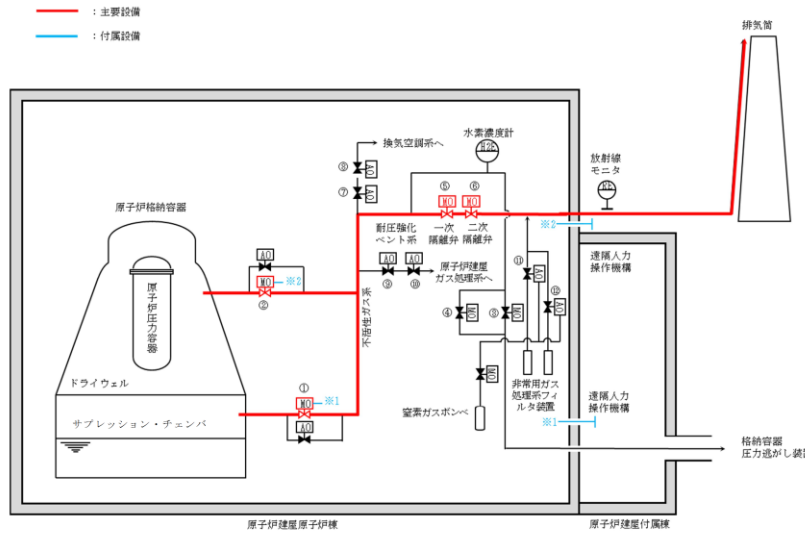 ：主要設備
：付属設備
排気筒
水素濃度計
H2E
換気空調系へ
⑧
AO
⑦
AO
放射線
モニタ
RE
原子炉格納容器
⑤
⑥
MO
MO
耐圧強化
ベント系
一次
隔離弁
二次
隔離弁
※2
遠隔人力
操作機構
AO
MO
※2
②
原子炉圧力容器
不活性ガス系
AO
AO
⑨
⑩
原子炉建屋
ガス処理系へ
⑪
AO
⑫
AO
④
MO
③
MO
MO
ドライウェル
①
MO
※1
AO
サプレッション・チェンバ
窒素ガスボンベ
非常用ガス
処理系フィ
ルタ装置
遠隔人力
操作機構
※1
格納容器
圧力逃がし装置
原子炉建屋原子炉棟
原子炉建屋付属棟